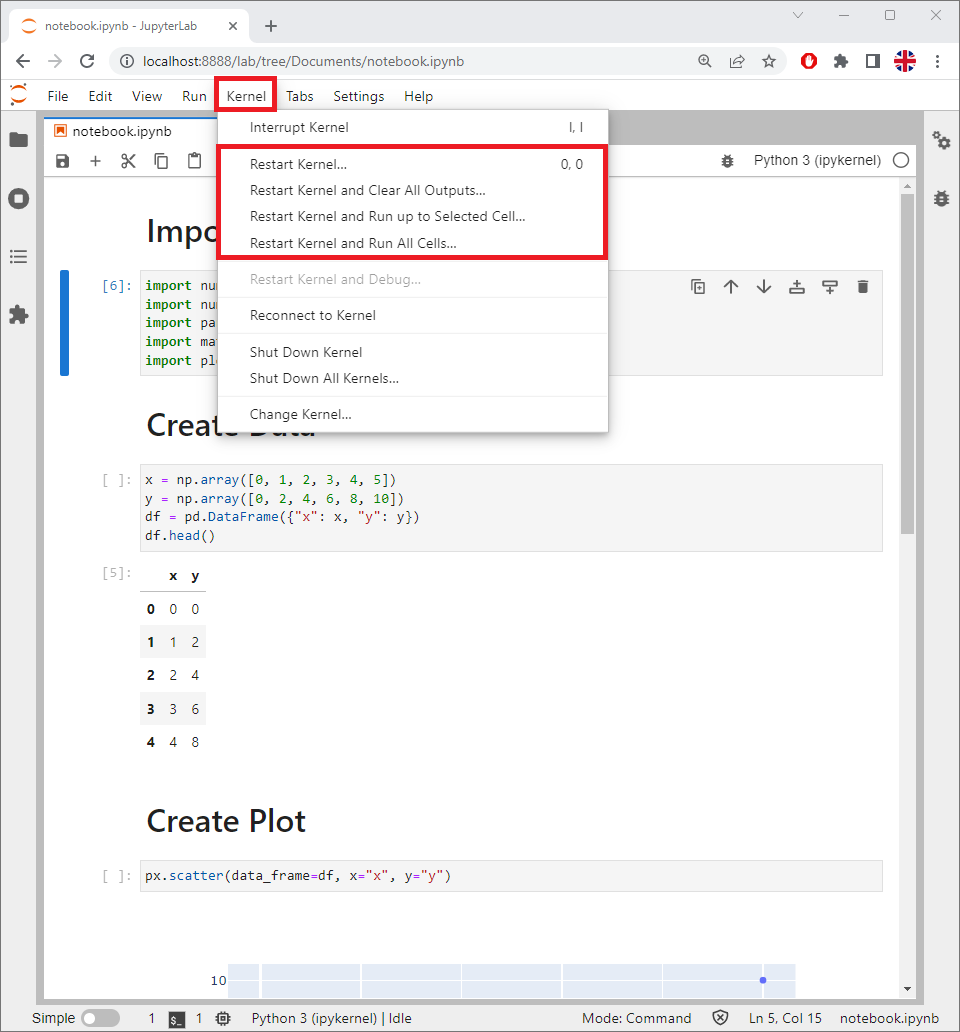 notebook.ipynb - JupyterLab
localhost:8888/lab/tree/Documents/notebook.ipynb
File Edit View Run Kernel Tabs Settings Help
notebook.ipynb
Interrupt Kernel I, I
Python 3 (ipykernel)
Restart Kernel... 0, 0
Restart Kernel and Clear All Outputs...
Restart Kernel and Run up to Selected Cell...
Restart Kernel and Run All Cells...
Restart Kernel and Debug...
Reconnect to Kernel
Shut Down Kernel
Shut Down All Kernels...
Change Kernel...
[6]:
import
import
import
import
import
Create Data
[ ]:
x = np.array([0, 1, 2, 3, 4, 5])
y = np.array([0, 2, 4, 6, 8, 10])
df = pd.DataFrame({"x": x, "y": y})
df.head()
[5]:
x y
0 0 0
1 1 2
2 2 4
3 3 6
4 4 8
Create Plot
[ ]:
px.scatter(data_frame=df, x="x", y="y")
10
Simple 1 $_ 1 Python 3 (ipykernel) | Idle Mode: Command Ln 5, Col 15 notebook.ipynb